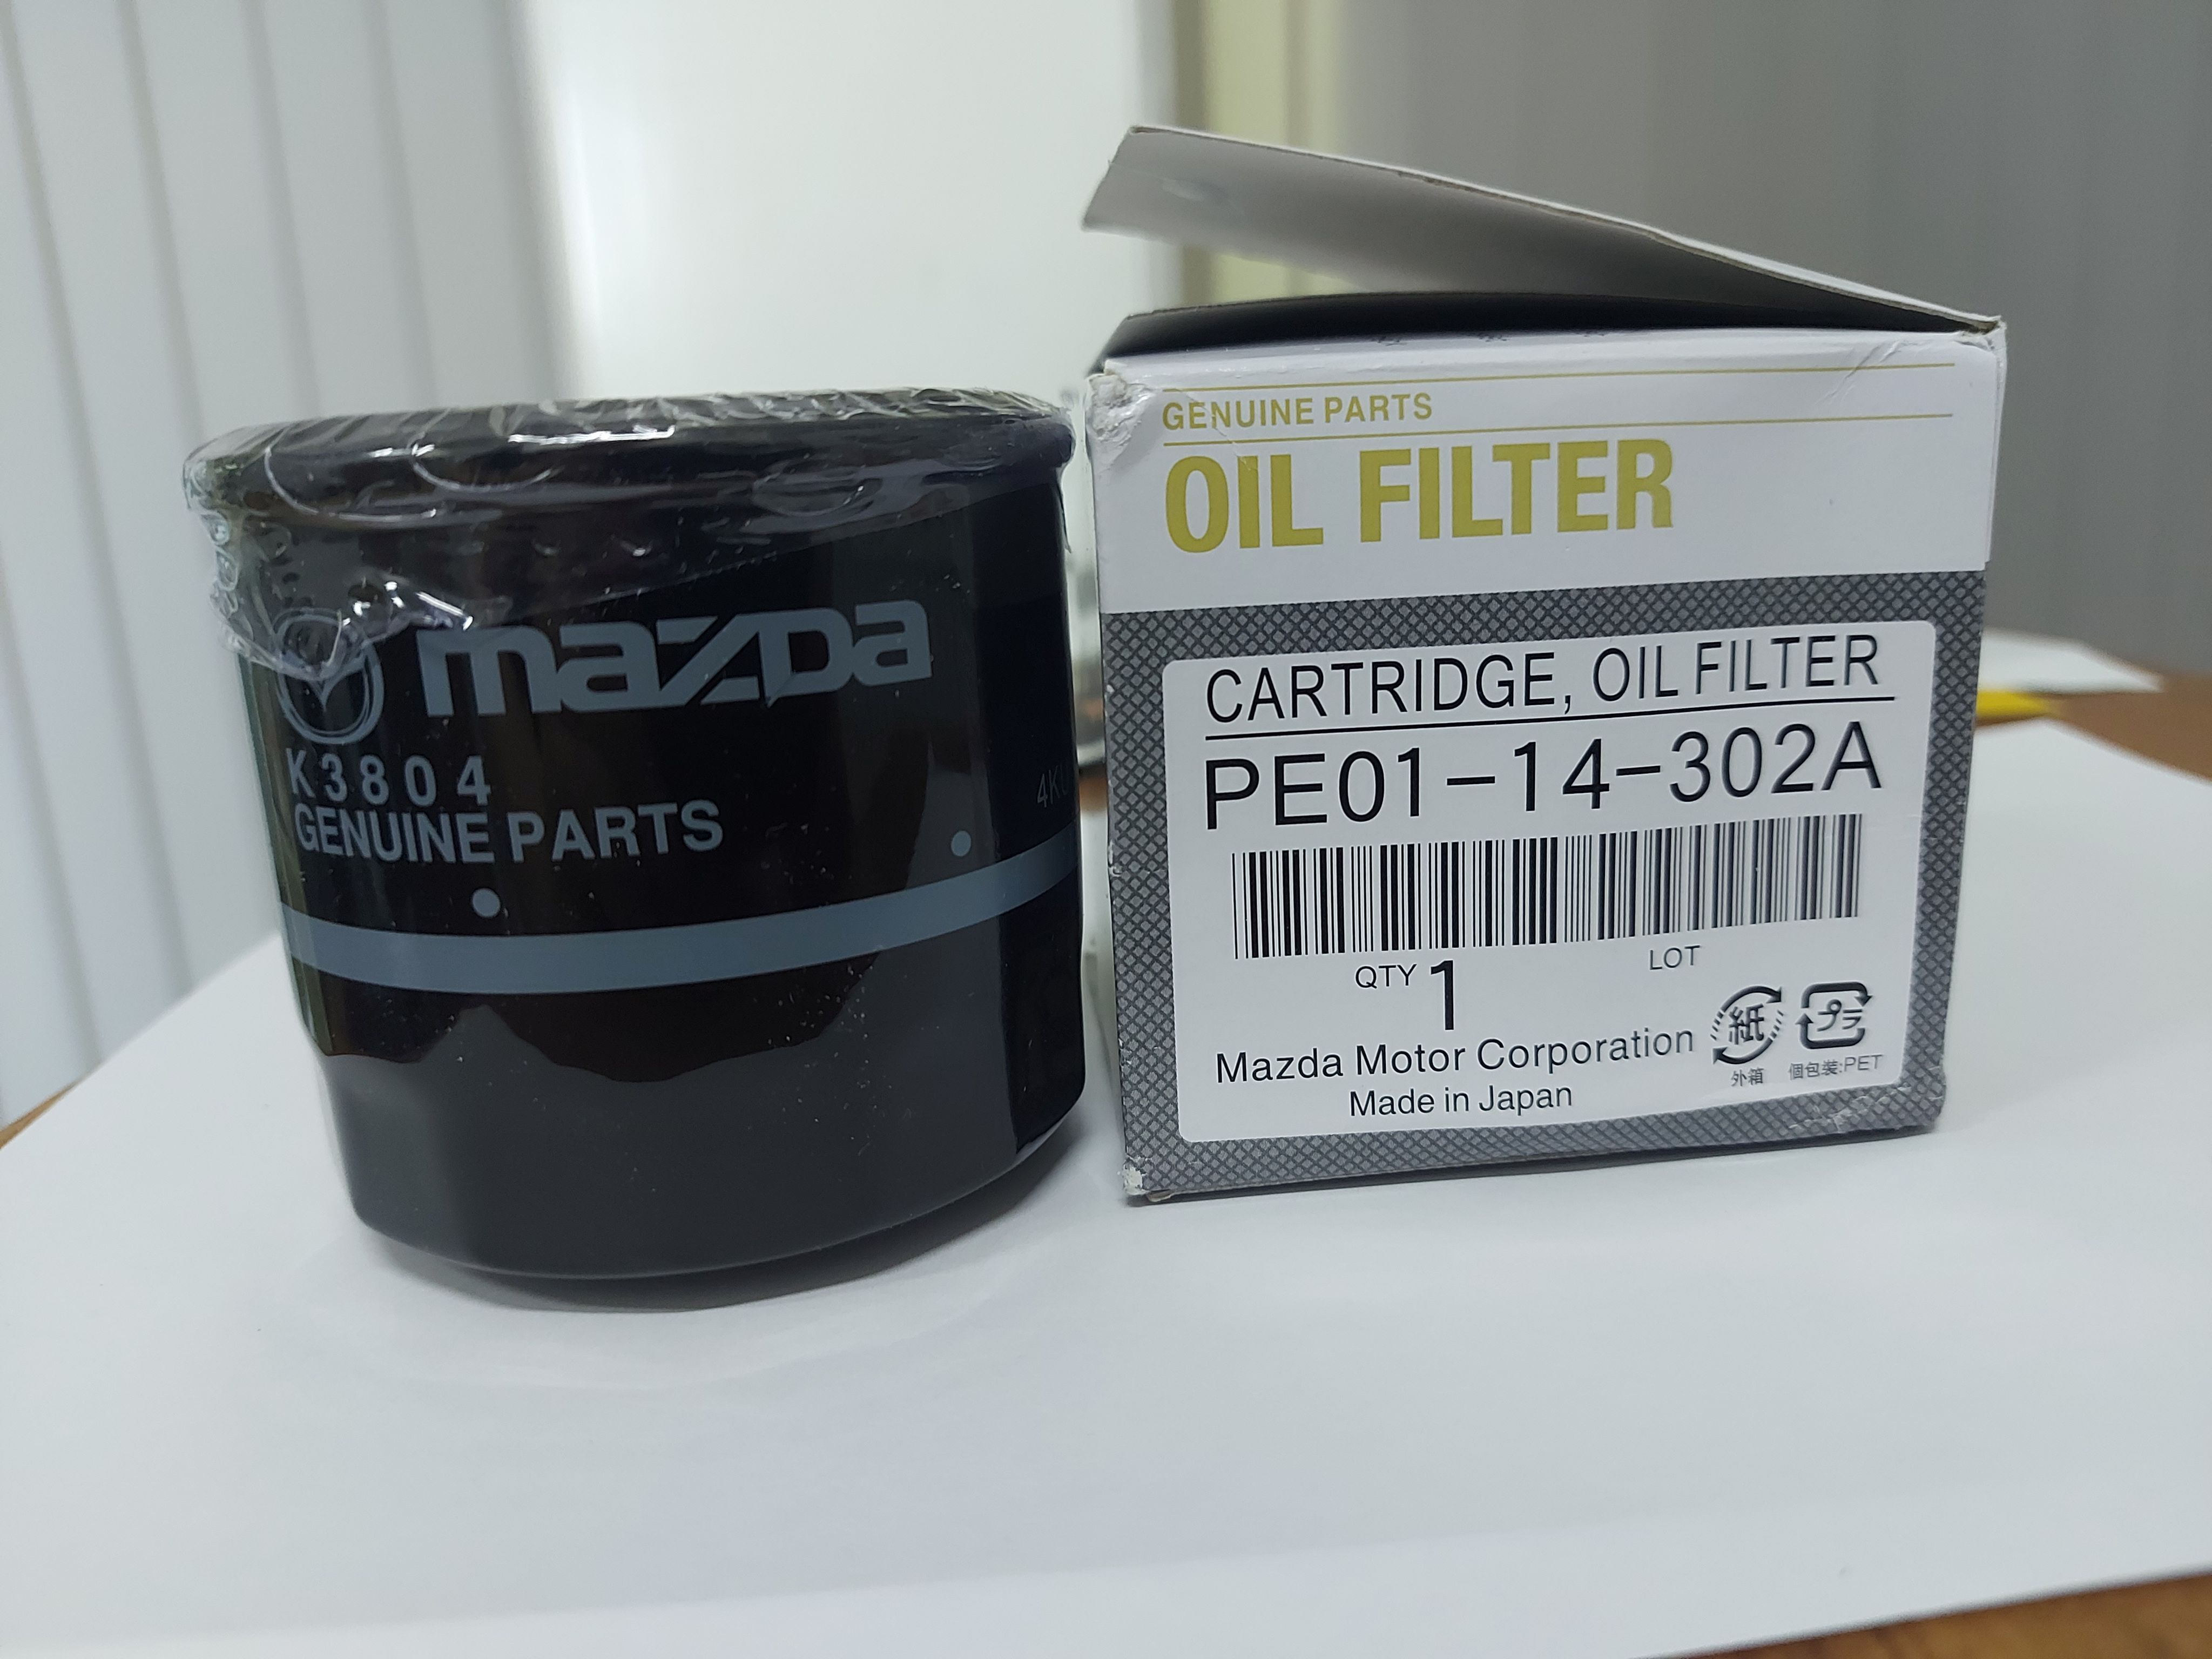 mazda
K3804
GENUINE PARTS
GENUINE PARTS
OIL FILTER
CARTRIDGE, OIL FILTER
PE01-14-302A
QTY 1
LOT
Mazda Motor Corporation
Made in Japan
紙
外箱
プラ
個包装:PET